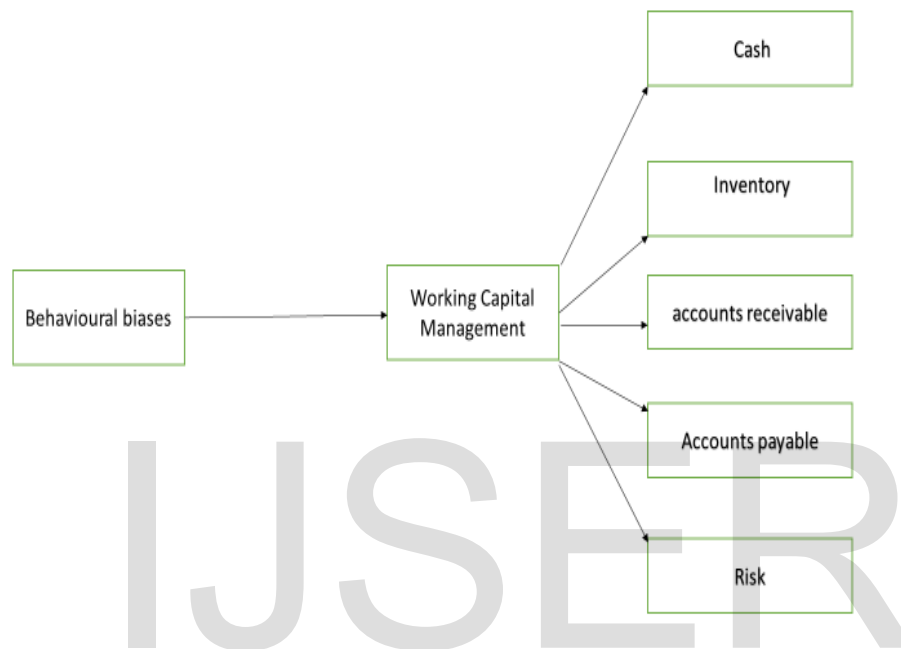 Cash
Inventory
Behavioural biases
Working Capital
Management
accounts receivable
Accounts payable
Risk
IJSER